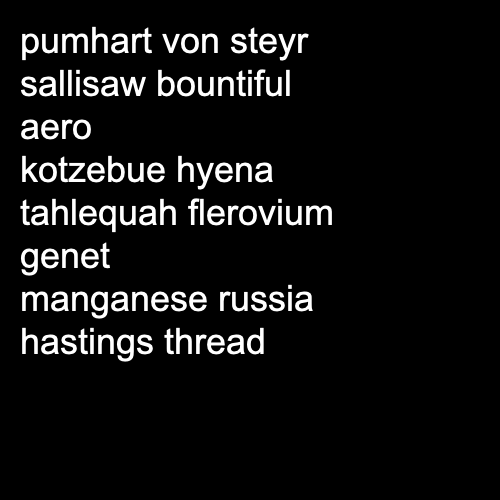 pumhart von steyr
sallisaw bountiful
aero
kotzebue hyena
tahlequah flerovium
genet
manganese russia
hastings thread